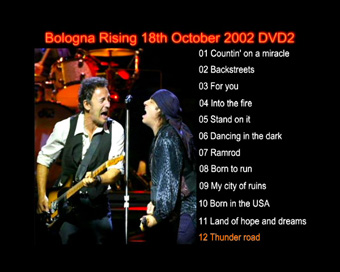 Bologna Rising 18th October 2002 DVD2
01 Countin' on a miracle
02 Backstreets
03 For you
04 Into the fire
05 Stand on it
06 Dancing in the dark
07 Ramrod
08 Born to run
09 My city of ruins
10 Born in the USA
11 Land of hope and dreams
12 Thunder road